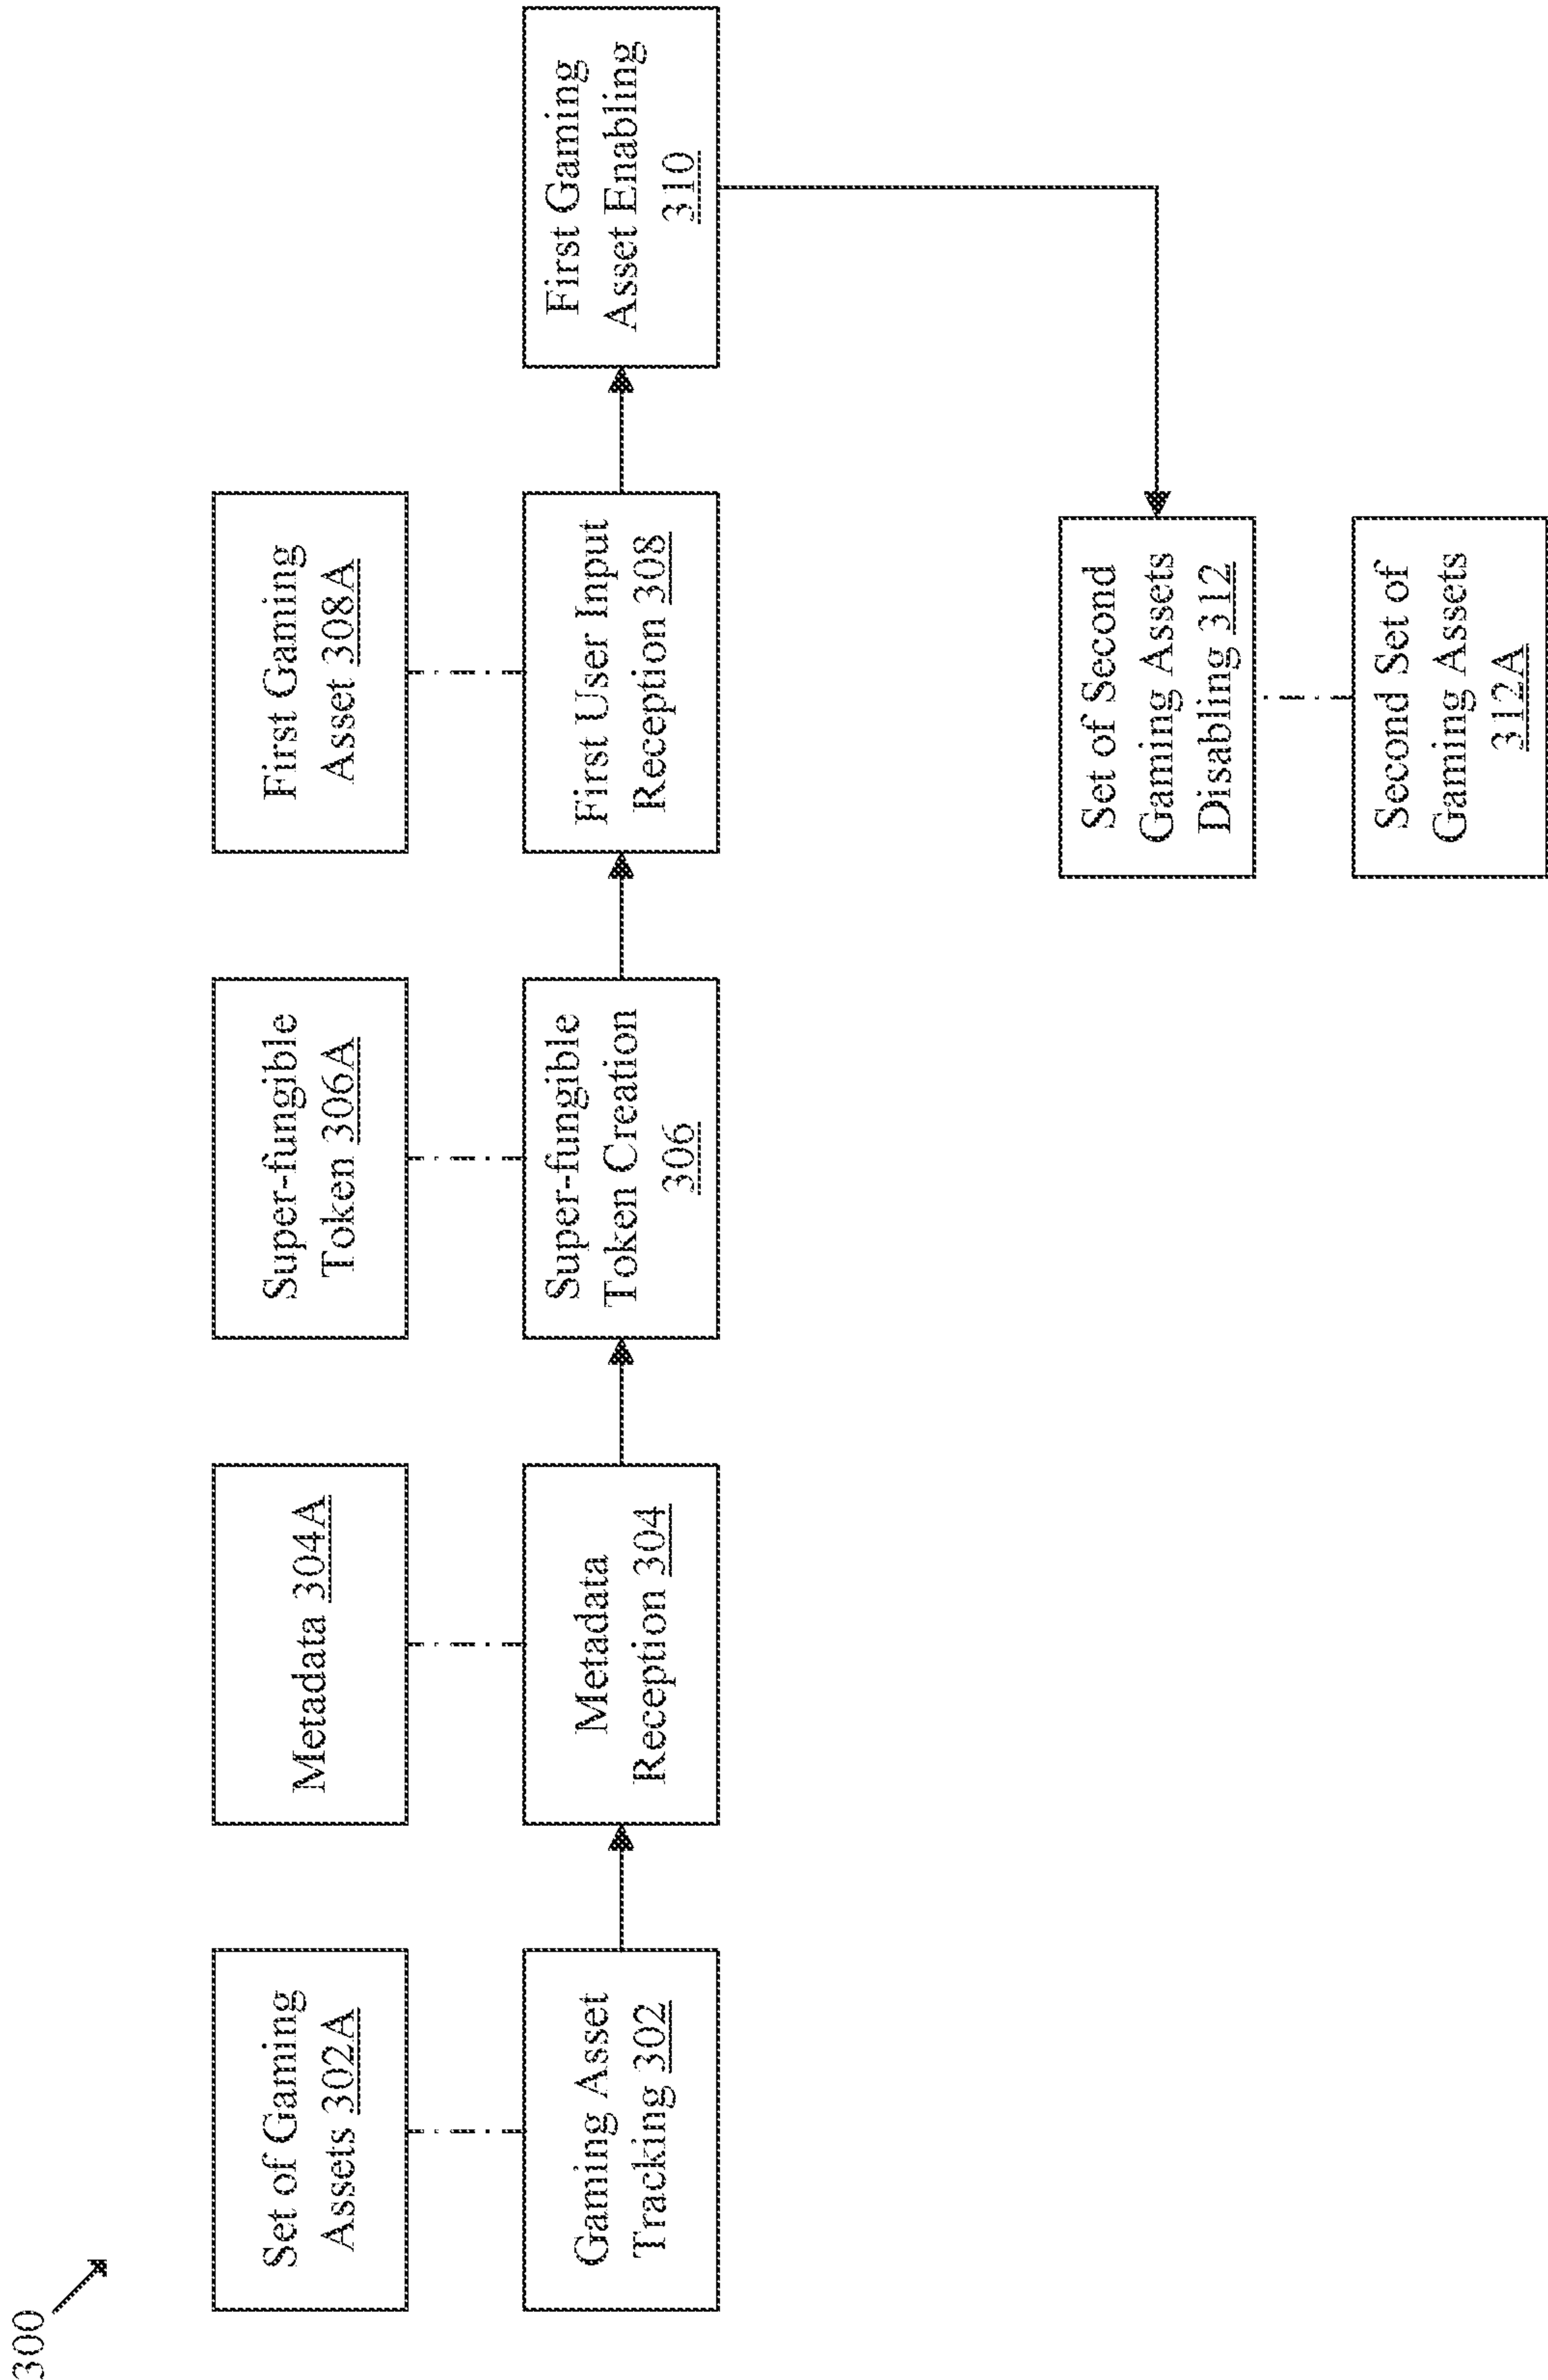 300
Set of Gaming
Assets 302A
Metadata 304A
Super-fungible
Token 306A
First Gaming
Asset 308A
Gaming Asset
Tracking 302
Metadata
Reception 304
Super-fungible
Token Creation
306
First User Input
Reception 308
First Gaming
Asset Enabling
310
Set of Second
Gaming Assets
Disabling 312
Second Set of
Gaming Assets
312A